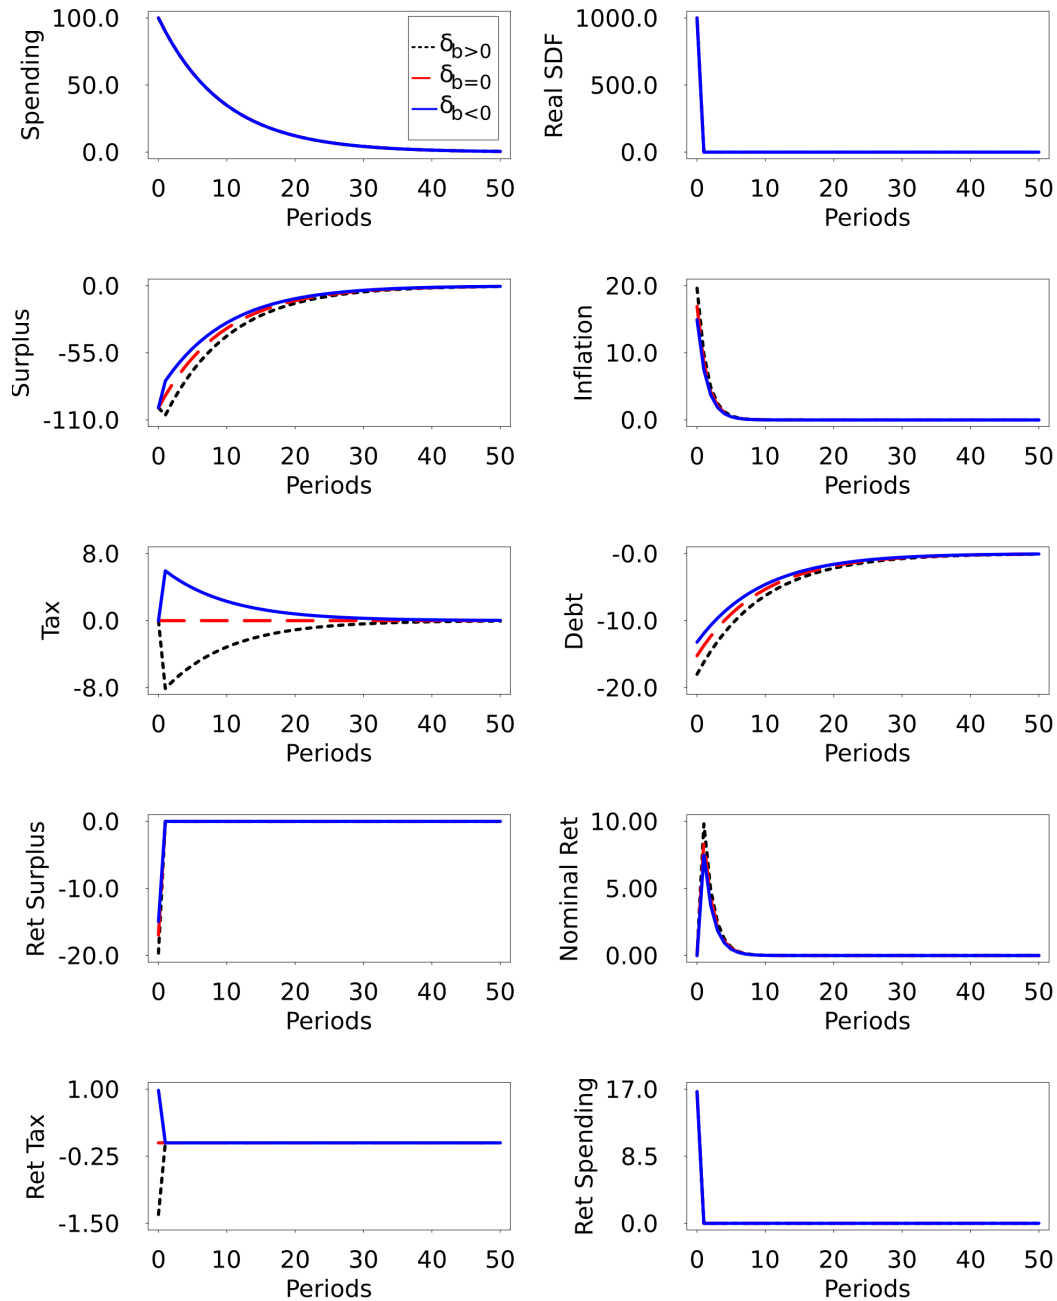 Spending
100.0
50.0
0.0
δb>0
δb=0
δb<0
0 10 20 30 40 50
Periods
Real SDF
1000.0
500.0
0.0
0 10 20 30 40 50
Periods
Surplus
0.0
-55.0
-110.0
0 10 20 30 40 50
Periods
Inflation
20.0
10.0
0.0
0 10 20 30 40 50
Periods
Tax
8.0
0.0
-8.0
0 10 20 30 40 50
Periods
Debt
-0.0
-10.0
-20.0
0 10 20 30 40 50
Periods
Ret Surplus
0.0
-10.0
-20.0
0 10 20 30 40 50
Periods
Nominal Ret
10.00
5.00
0.00
0 10 20 30 40 50
Periods
Ret Tax
1.00
-0.25
-1.50
0 10 20 30 40 50
Periods
Ret Spending
17.0
8.5
0.0
0 10 20 30 40 50
Periods